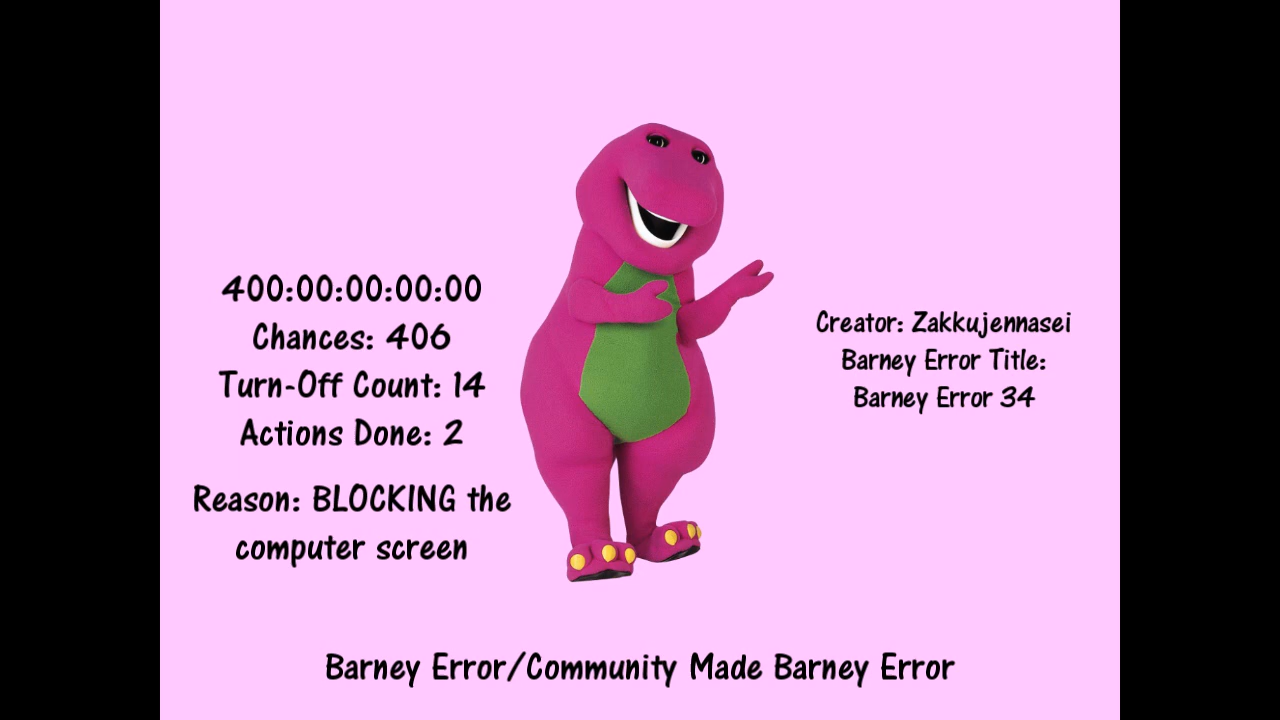 400:00:00:00:00
Chances: 406
Turn-Off Count: 14
Actions Done: 2
Reason: BLOCKING the
computer screen
Creator: Zakkujennasei
Barney Error Title:
Barney Error 34
Barney Error/Community Made Barney Error